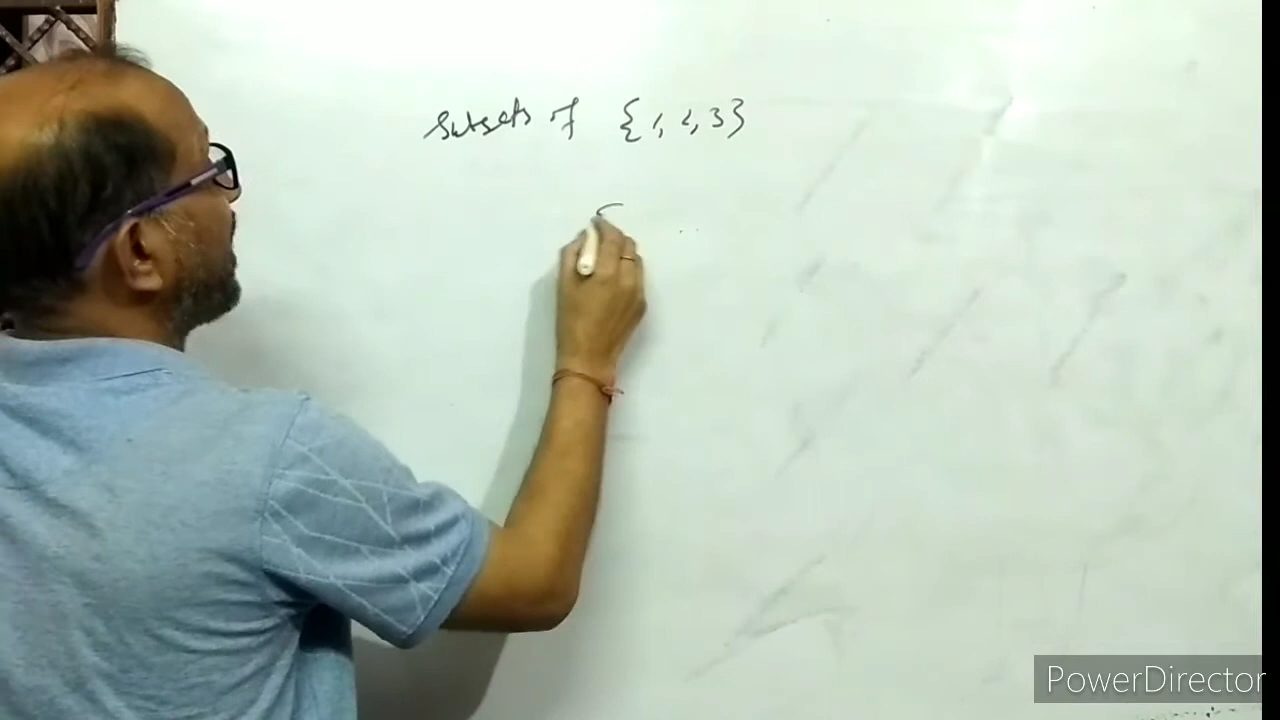 Subsets of {1, 2, 3}
PowerDirector